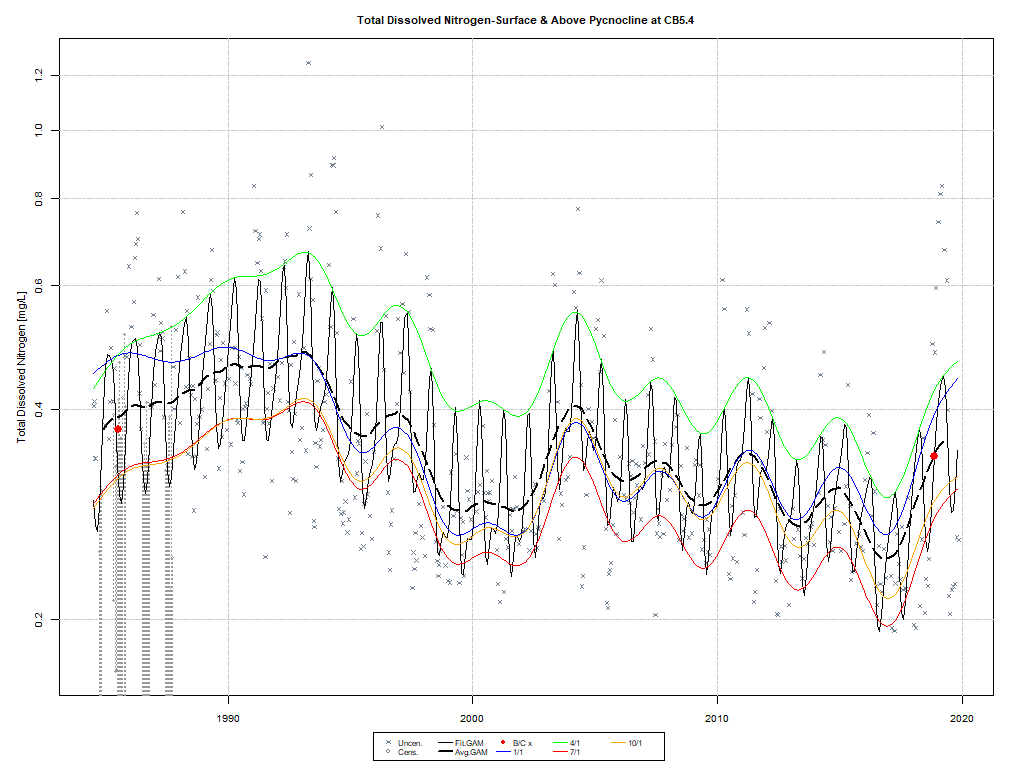 Total Dissolved Nitrogen-Surface & Above Pycnocline at CB5.4
Total Dissolved Nitrogen [mg/L]
1.2
1.0
0.8
0.6
0.4
0.2
1990 2000 2010 2020
Uncen. Fit.GAM B/C x 4/1 10/1
Cens. Avg.GAM 1/1 7/1